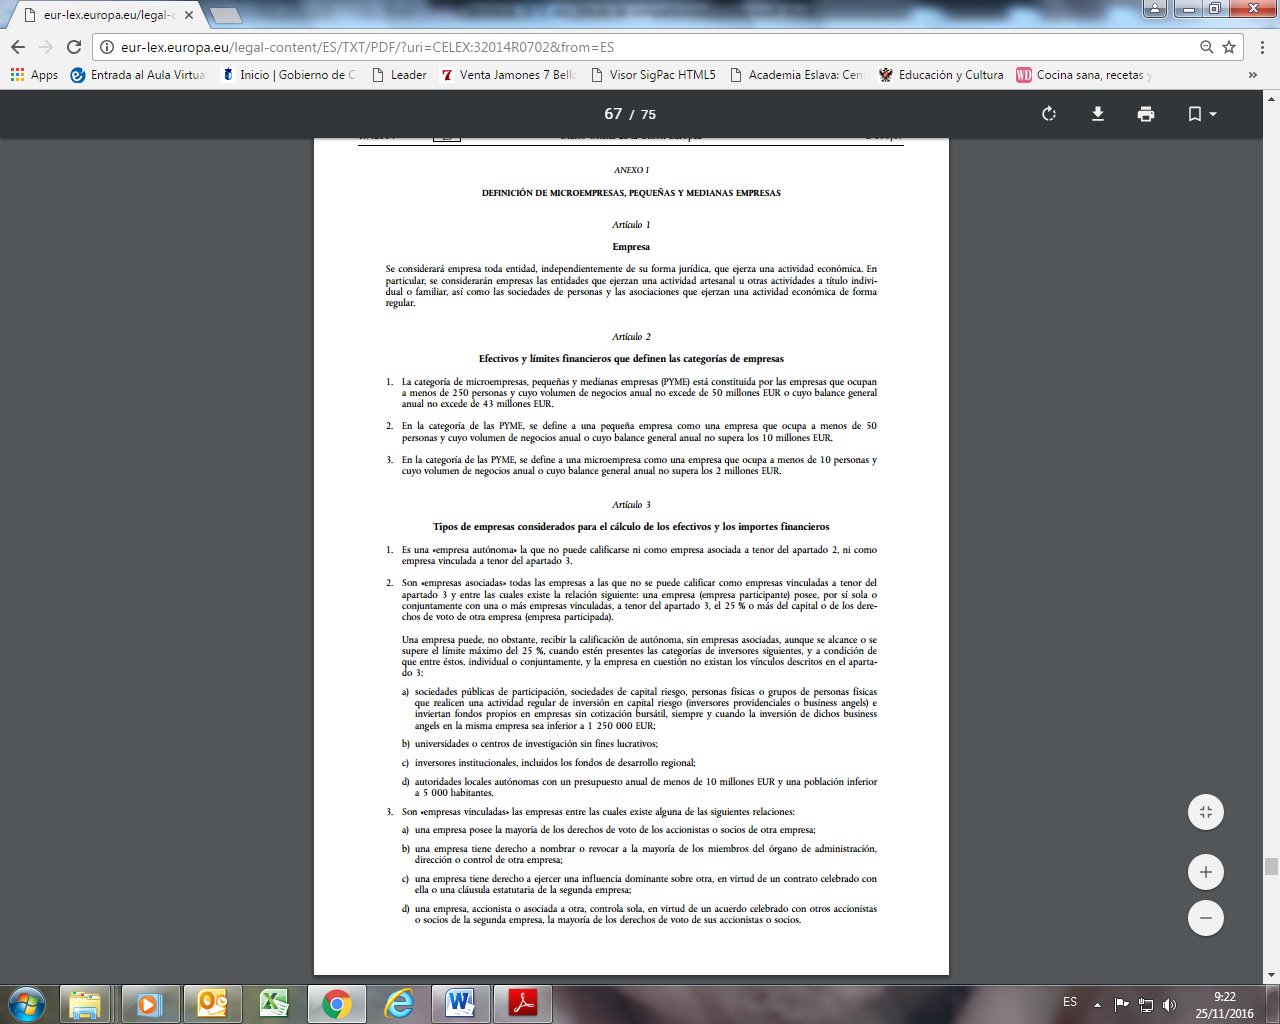 eur-lex.europa.eu/legal-c
eur-lex.europa.eu/legal-content/ES/TXT/PDF/?uri=CELEX:32014R0702&from=ES
Apps Entrada al Aula Virtua Inicio | Gobierno de C Leader Venta Jamones 7 Bello Visor SigPac HTML5 Academia Eslava: Cen Educación y Cultura Cocina sana, recetas y »
67 / 75
ANEXO I
DEFINICIÓN DE MICROEMPRESAS, PEQUEÑAS Y MEDIANAS EMPRESAS
Artículo 1
Empresa
Se considerará empresa toda entidad, independientemente de su forma jurídica, que ejerza una actividad económica. En
particular, se considerarán empresas las entidades que ejerzan una actividad artesanal u otras actividades a título indivi-
dual o familiar, así como las sociedades de personas y las asociaciones que ejerzan una actividad económica de forma
regular.
Artículo 2
Efectivos y límites financieros que definen las categorías de empresas
1. La categoría de microempresas, pequeñas y medianas empresas (PYME) está constituida por las empresas que ocupan
a menos de 250 personas y cuyo volumen de negocios anual no excede de 50 millones EUR o cuyo balance general
anual no excede de 43 millones EUR.
2. En la categoría de las PYME, se define a una pequeña empresa como una empresa que ocupa a menos de 50
personas y cuyo volumen de negocios anual o cuyo balance general anual no supera los 10 millones EUR.
3. En la categoría de las PYME, se define a una microempresa como una empresa que ocupa a menos de 10 personas y
cuyo volumen de negocios anual o cuyo balance general anual no supera los 2 millones EUR.
Artículo 3
Tipos de empresas considerados para el cálculo de los efectivos y los importes financieros
1. Es una «empresa autónoma» la que no puede calificarse ni como empresa asociada a tenor del apartado 2, ni como
empresa vinculada a tenor del apartado 3.
2. Son «empresas asociadas» todas las empresas a las que no se puede calificar como empresas vinculadas a tenor del
apartado 3 y entre las cuales existe la relación siguiente: una empresa (empresa participante) posee, por sí sola o
conjuntamente con una o más empresas vinculadas, a tenor del apartado 3, el 25 % o más del capital o de los dere-
chos de voto de otra empresa (empresa participada).
Una empresa puede, no obstante, recibir la calificación de autónoma, sin empresas asociadas, aunque se alcance o se
supere el límite máximo del 25 %, cuando estén presentes las categorías de inversores siguientes, y a condición de
que entre éstos, individual o conjuntamente, y la empresa en cuestión no existan los vínculos descritos en el aparta-
do 3:
a) sociedades públicas de participación, sociedades de capital riesgo, personas físicas o grupos de personas físicas
que realicen una actividad regular de inversión en capital riesgo (inversores providenciales o business angels) e
inviertan fondos propios en empresas sin cotización bursátil, siempre y cuando la inversión de dichos business
angels en la misma empresa sea inferior a 1 250 000 EUR;
b) universidades o centros de investigación sin fines lucrativos;
c) inversores institucionales, incluidos los fondos de desarrollo regional;
d) autoridades locales autónomas con un presupuesto anual de menos de 10 millones EUR y una población inferior
a 5 000 habitantes.
3. Son «empresas vinculadas» las empresas entre las cuales existe alguna de las siguientes relaciones:
a) una empresa posee la mayoría de los derechos de voto de los accionistas o socios de otra empresa;
b) una empresa tiene derecho a nombrar o revocar a la mayoría de los miembros del órgano de administración,
dirección o control de otra empresa;
c) una empresa tiene derecho a ejercer una influencia dominante sobre otra, en virtud de un contrato celebrado con
ella o una cláusula estatutaria de la segunda empresa;
d) una empresa, accionista o asociada a otra, controla sola, en virtud de un acuerdo celebrado con otros accionistas
o socios de la segunda empresa, la mayoría de los derechos de voto de sus accionistas o socios.
ES
9:22
25/11/2016